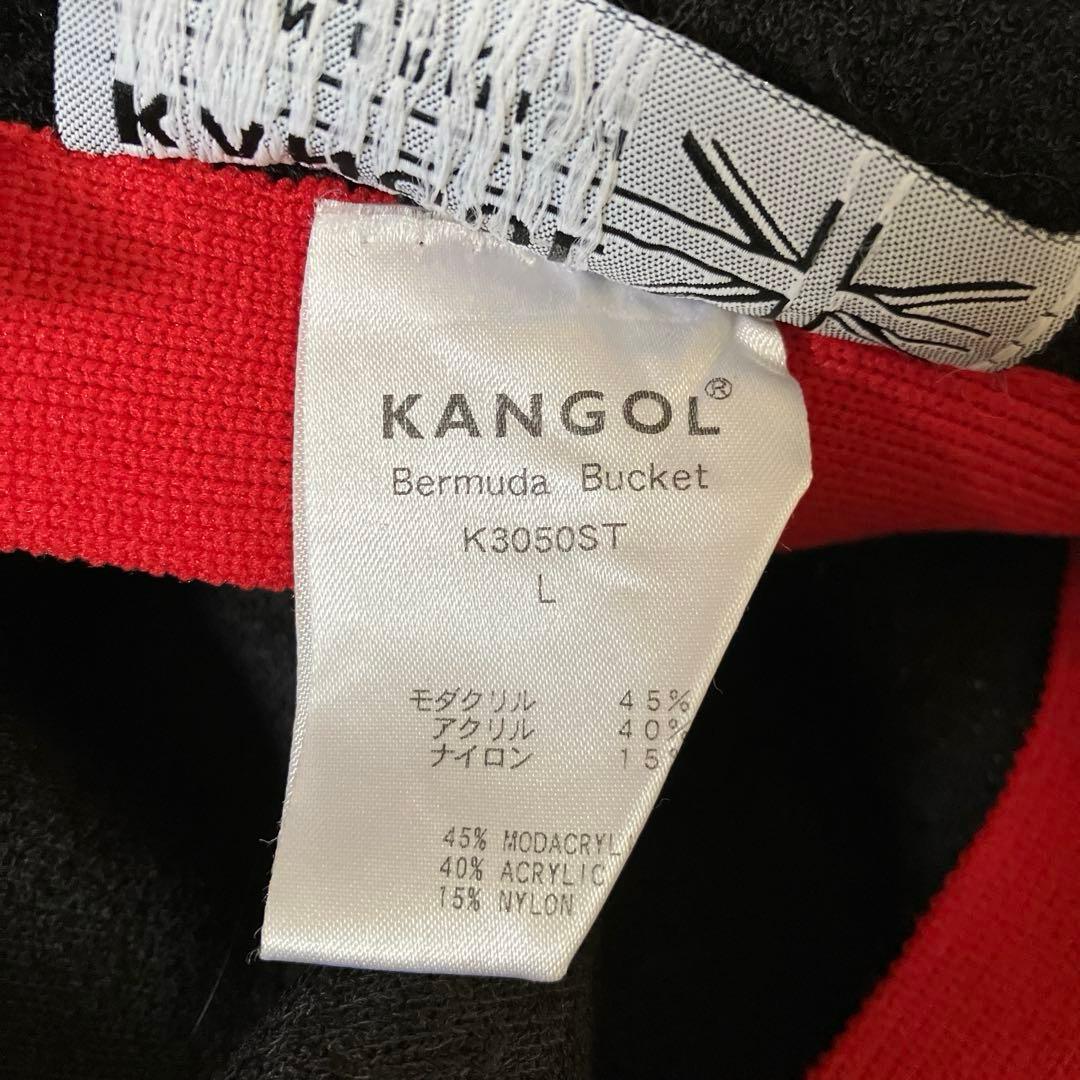 KANGOL®
Bermuda Bucket
K3050ST
L
モダクリル 45%
アクリル 40%
ナイロン 15%
45% MODACRYL
40% ACRYLIC
15% NYLON